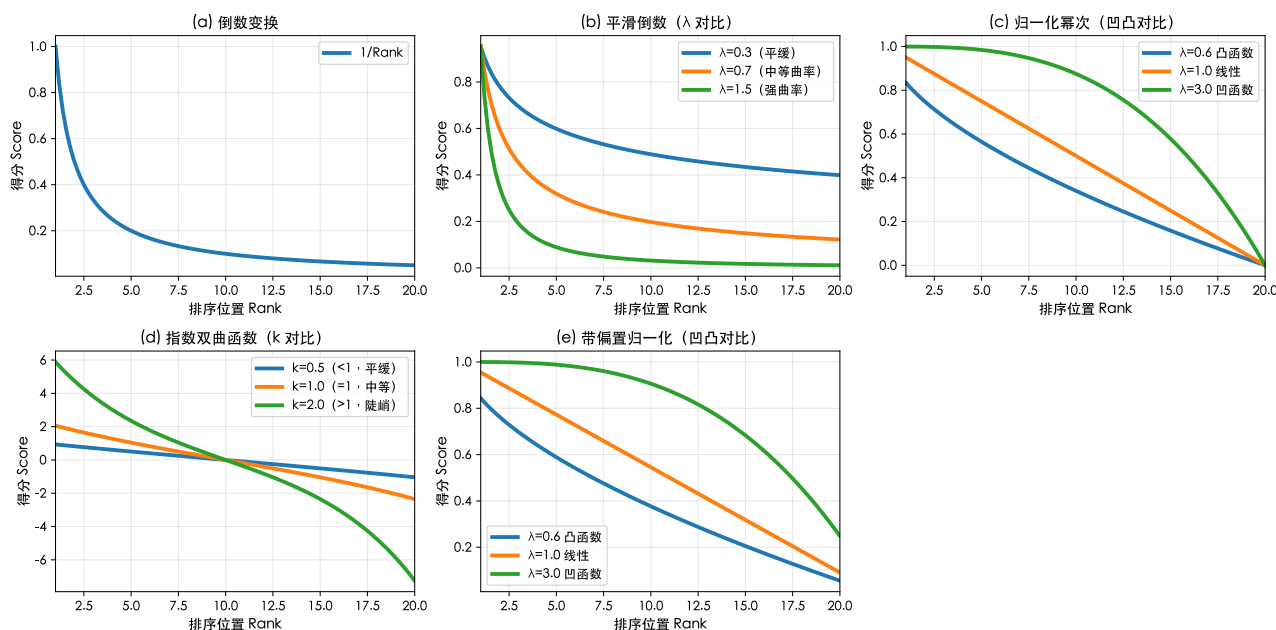 (a) 倒数变换
1.0
0.8
0.6
0.4
0.2
得分 Score
1/Rank
2.5 5.0 7.5 10.0 12.5 15.0 17.5 20.0
排序位置 Rank
(b) 平滑倒数（λ 对比）
0.8
0.6
0.4
0.2
0.0
得分 Score
λ=0.3（平缓）
λ=0.7（中等曲率）
λ=1.5（强曲率）
2.5 5.0 7.5 10.0 12.5 15.0 17.5 20.0
排序位置 Rank
(c) 归一化幂次（凹凸对比）
1.0
0.8
0.6
0.4
0.2
0.0
得分 Score
λ=0.6 凸函数
λ=1.0 线性
λ=3.0 凹函数
2.5 5.0 7.5 10.0 12.5 15.0 17.5 20.0
排序位置 Rank
(d) 指数双曲函数（k 对比）
6
4
2
0
-2
-4
-6
得分 Score
k=0.5（<1，平缓）
k=1.0（=1，中等）
k=2.0（>1，陡峭）
2.5 5.0 7.5 10.0 12.5 15.0 17.5 20.0
排序位置 Rank
(e) 带偏置归一化（凹凸对比）
1.0
0.8
0.6
0.4
0.2
得分 Score
λ=0.6 凸函数
λ=1.0 线性
λ=3.0 凹函数
2.5 5.0 7.5 10.0 12.5 15.0 17.5 20.0
排序位置 Rank